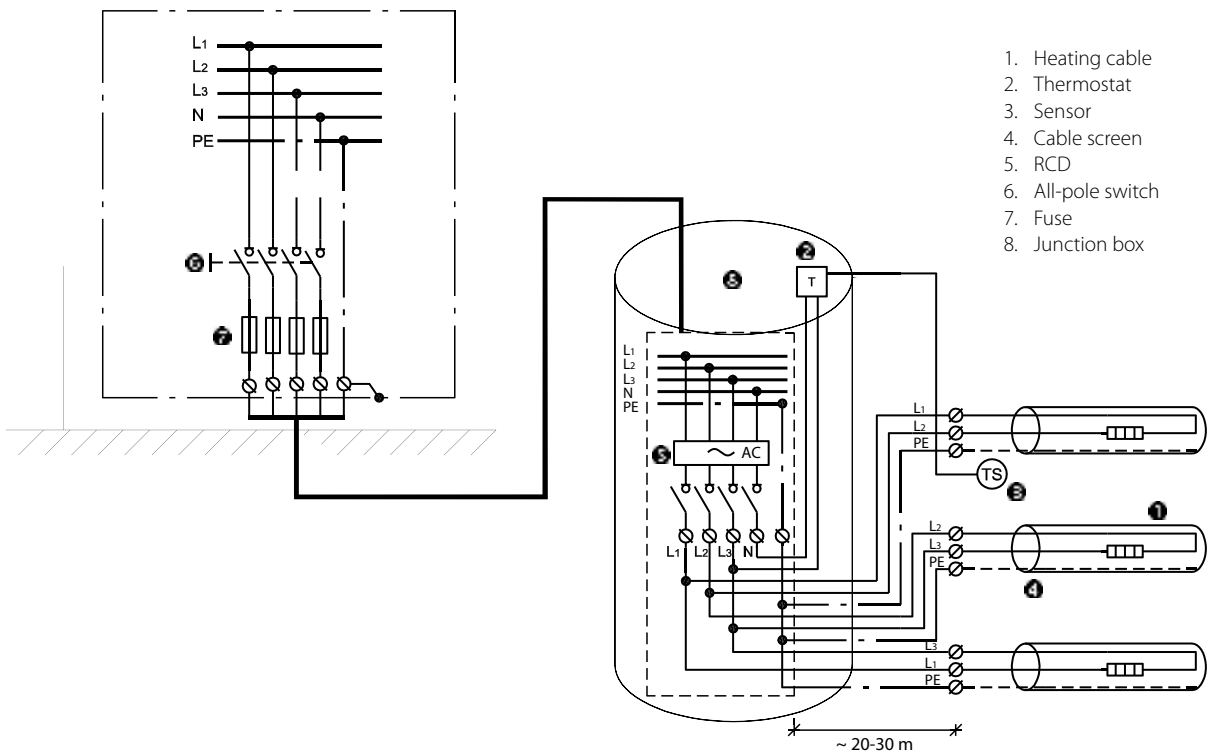 L1
L2
L3
N
PE
6
7
1. Heating cable
2. Thermostat
3. Sensor
4. Cable screen
5. RCD
6. All-pole switch
7. Fuse
8. Junction box
2
T
L1
L2
L3
N
PE
5
AC
L1 L2 L3 N
L1
L2
PE
TS
1
L2
L3
PE
4
L3
L1
PE
~ 20-30 m